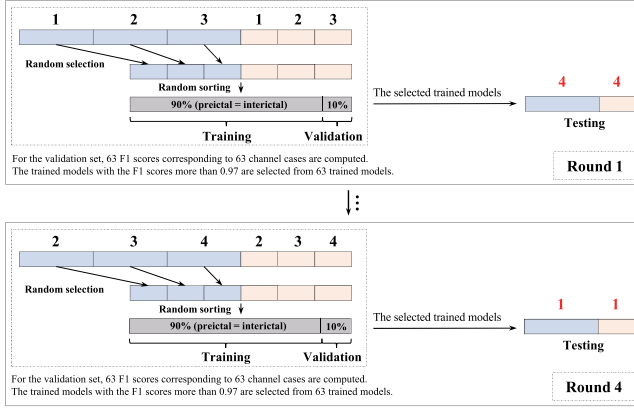 1 2 3 1 2 3
Random selection
Random sorting
90% (preictal = interictal) 10%
Training Validation
The selected trained models
4 4
Testing
For the validation set, 63 F1 scores corresponding to 63 channel cases are computed.
The trained models with the F1 scores more than 0.97 are selected from 63 trained models.
Round 1
2 3 4 2 3 4
Random selection
Random sorting
90% (preictal = interictal) 10%
Training Validation
The selected trained models
1 1
Testing
For the validation set, 63 F1 scores corresponding to 63 channel cases are computed.
The trained models with the F1 scores more than 0.97 are selected from 63 trained models.
Round 4